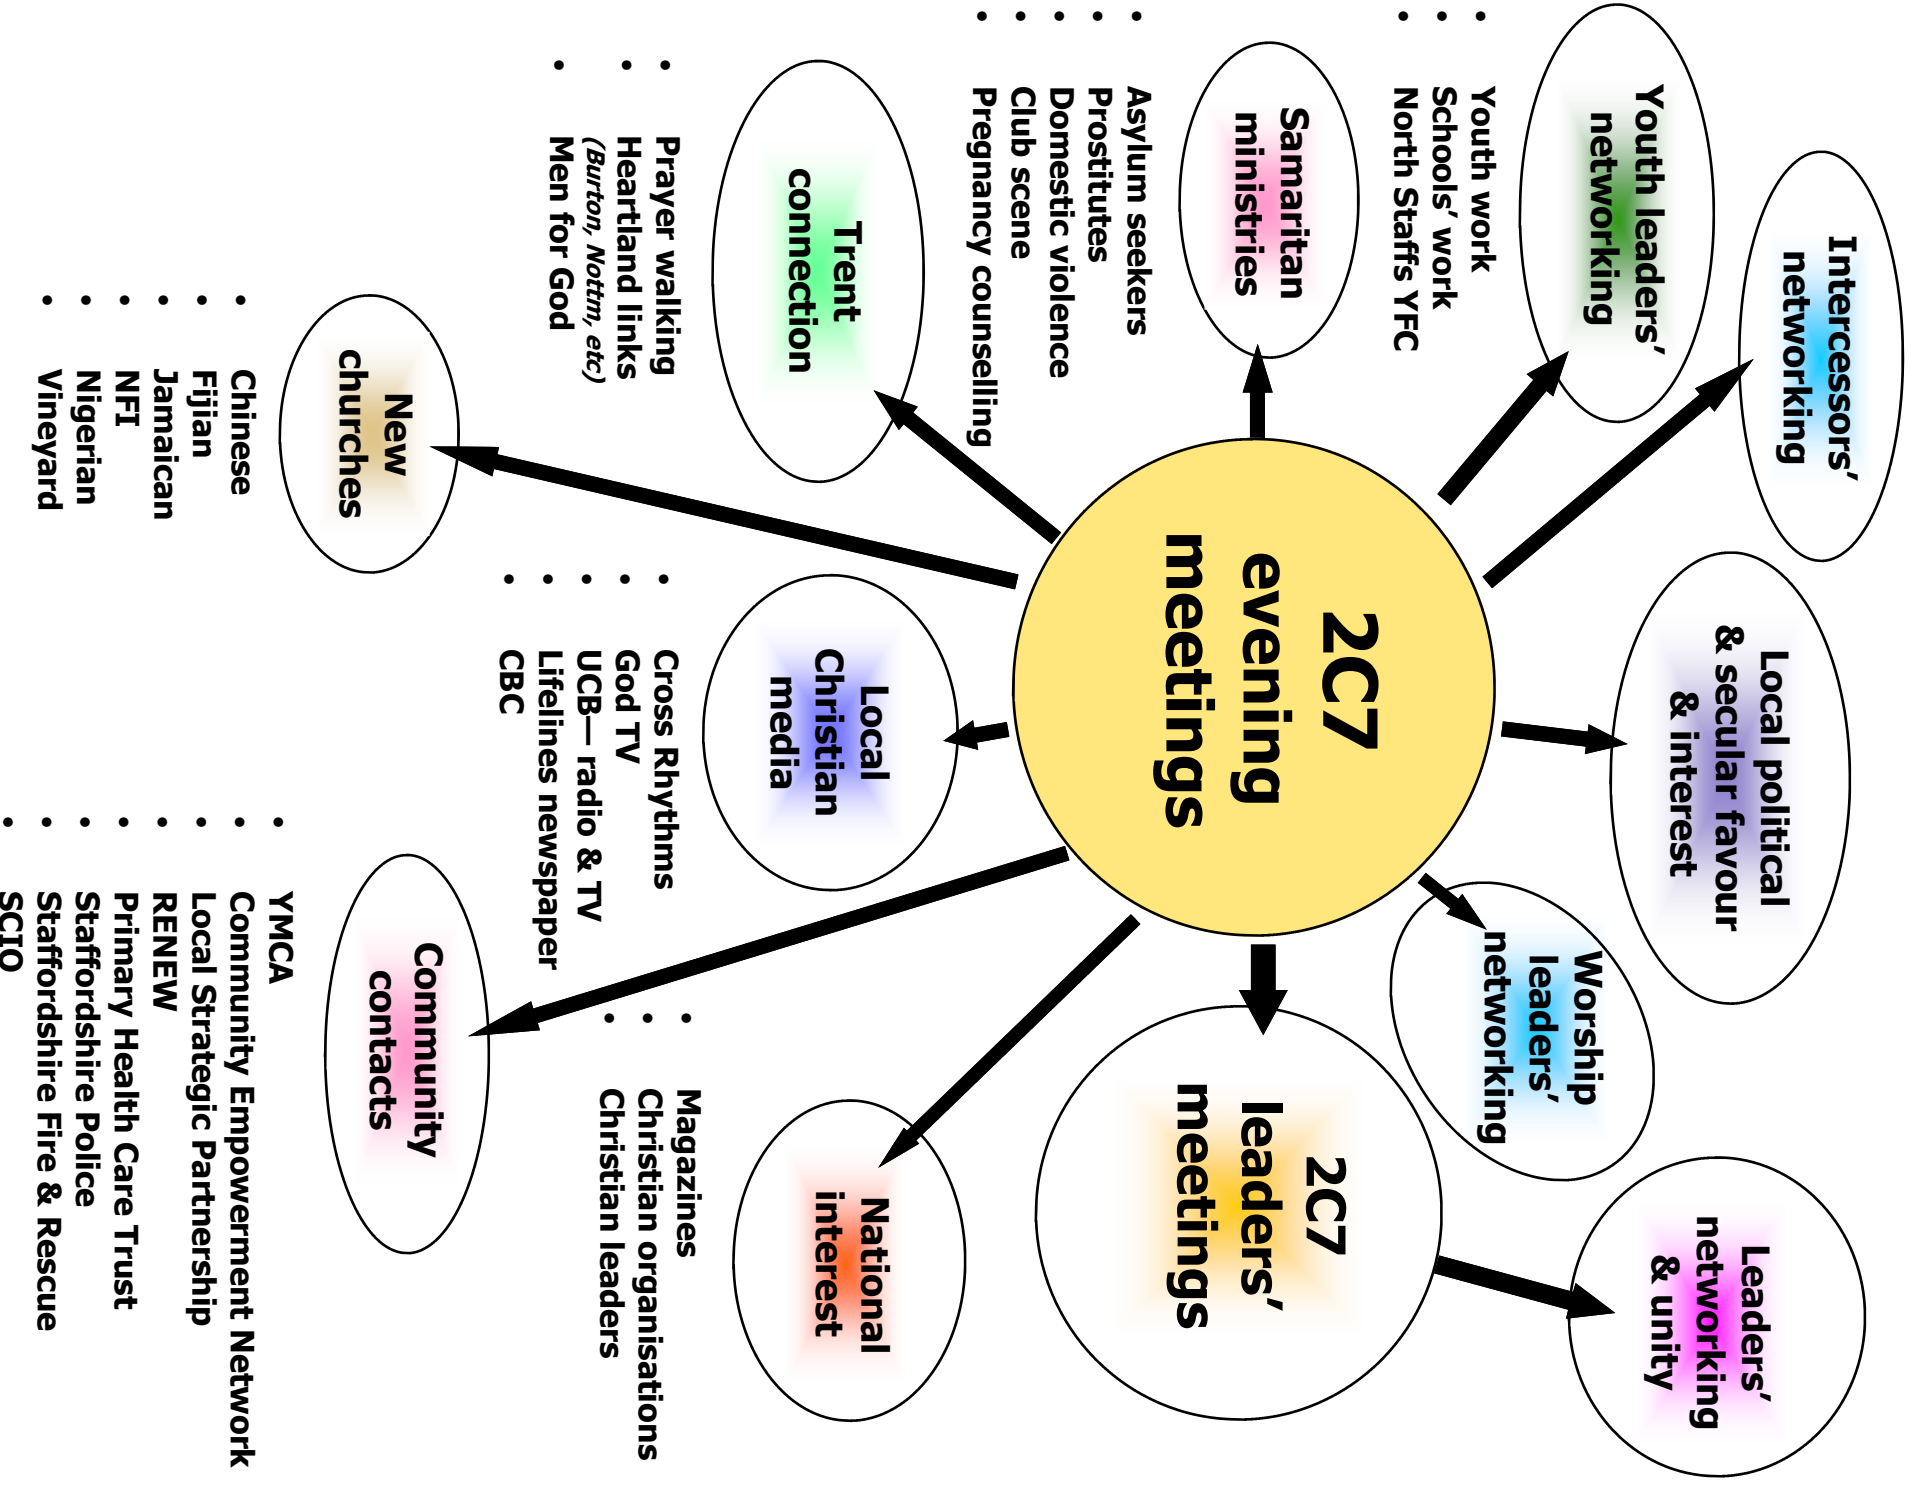 Intercessors’
networking
Local political
& secular favour
& interest
Leaders’
networking
& unity
Youth leaders’
networking
• Youth work
• Schools’ work
• North Staffs YFC
Worship
leaders’
networking
2C7
evening
meetings
2C7
leaders’
meetings
Samaritan
ministries
• Asylum seekers
• Prostitutes
• Domestic violence
• Club scene
• Pregnancy counselling
Trent
connection
• Prayer walking
• Heartland links
(Burton, Nottm, etc)
• Men for God
Local
Christian
media
• Cross Rhythms
• God TV
• UCB— radio & TV
• Lifelines newspaper
• CBC
National
interest
• Magazines
• Christian organisations
• Christian leaders
New
churches
• Chinese
• Fijian
• Jamaican
• NFI
• Nigerian
• Vineyard
Community
contacts
• YMCA
• Community Empowerment Network
• Local Strategic Partnership
• RENEW
• Primary Health Care Trust
• Staffordshire Police
• Staffordshire Fire & Rescue
• SCIO